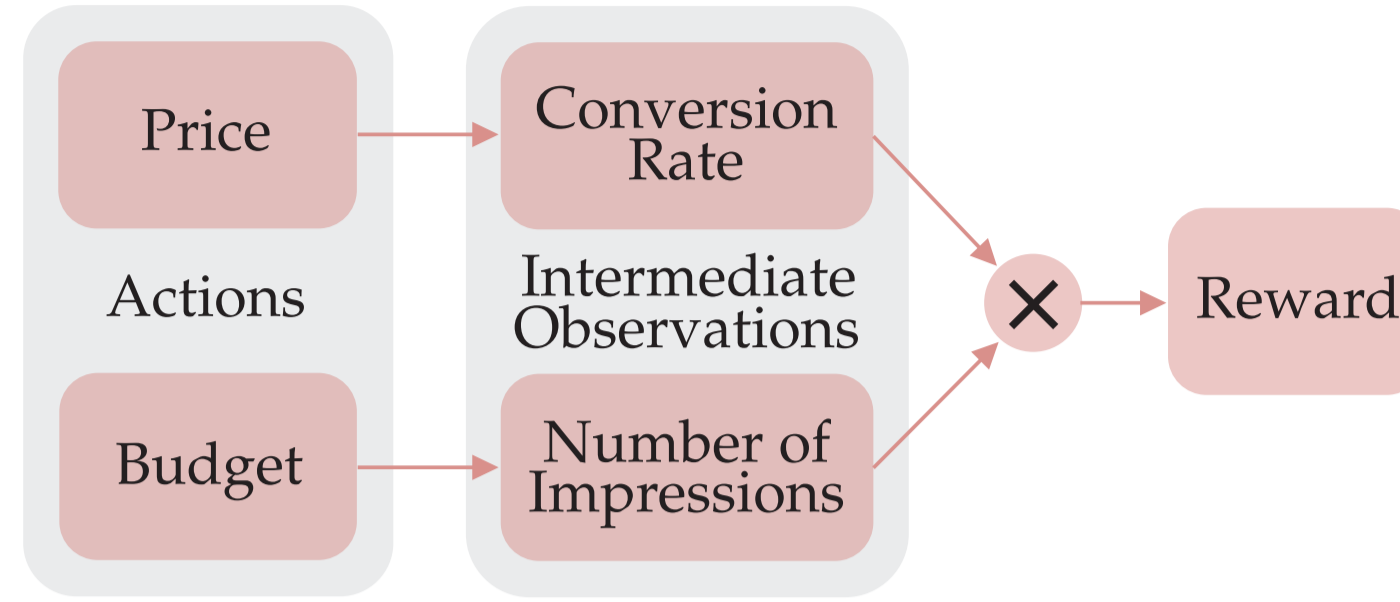 Price
Actions
Budget
Conversion
Rate
Intermediate
Observations
Number of
Impressions
×
Reward